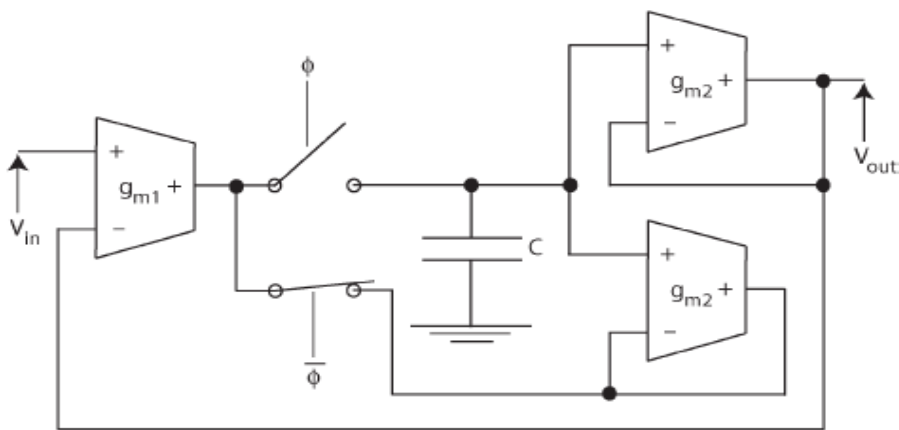 ϕ
+
g_m2 +
−
V_out
+
g_m1 +
−
V_in
C
+
g_m2 +
−
ϕ̅